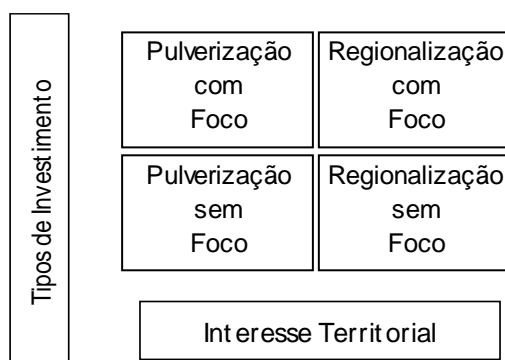 Tipos de Investimento
Pulverização
com
Foco
Regionalização
com
Foco
Pulverização
sem
Foco
Regionalização
sem
Foco
Interesse Territorial